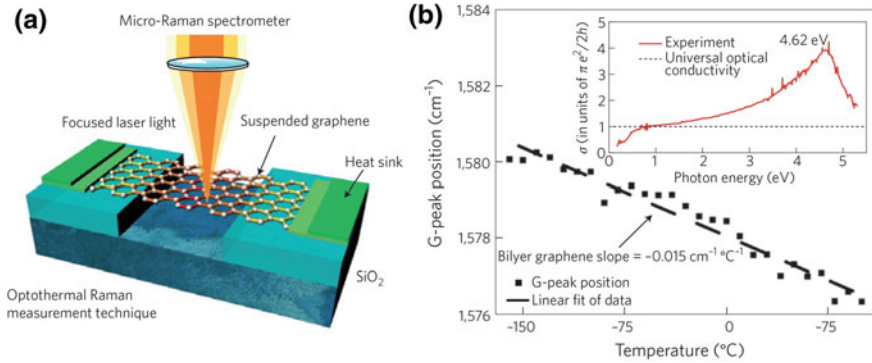 (a)
Micro-Raman spectrometer
Focused laser light
Suspended graphene
Heat sink
SiO2
Optothermal Raman
measurement technique
(b)
1,584
1,582
1,580
1,578
1,576
G-peak position (cm−1)
4.62 eV
Experiment
Universal optical
conductivity
σ (in units of πe2/2h)
4
3
2
1
0
0 1 2 3 4 5
Photon energy (eV)
Bilyer graphene slope = −0.015 cm−1 °C−1
G-peak position
Linear fit of data
-150 -75 0 -75
Temperature (°C)